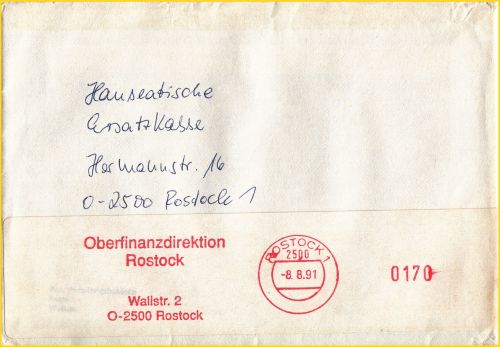 Hanseatische
Ersatzkasse
Hermannstr. 16
O-2500 Rostock 1
Oberfinanzdirektion
Rostock
Wallstr. 2
O-2500 Rostock
ROSTOCK 1
2500
-8. 8.91
0170